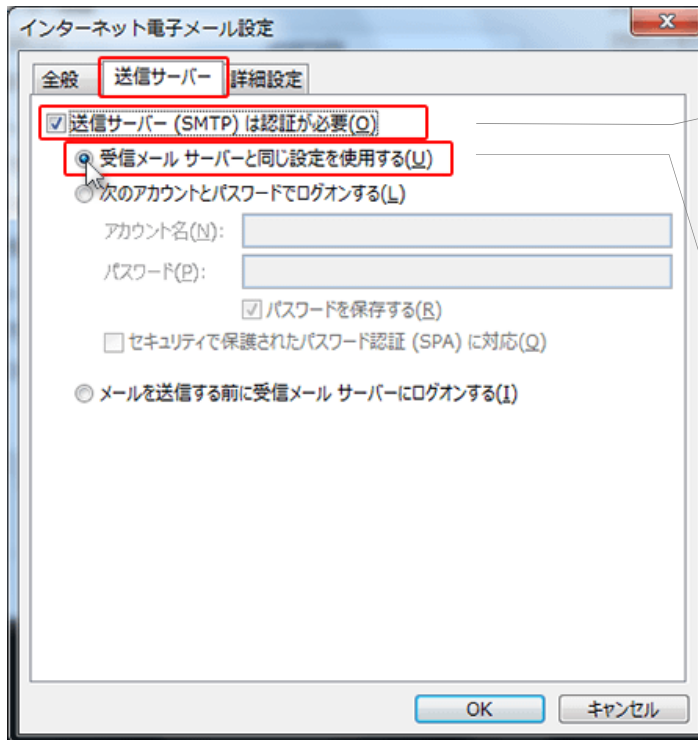 インターネット電子メール設定
全般 送信サーバー 詳細設定
送信サーバー (SMTP) は認証が必要(O)
受信メール サーバーと同じ設定を使用する(U)
次のアカウントとパスワードでログオンする(L)
アカウント名(N):
パスワード(P):
パスワードを保存する(R)
セキュリティで保護されたパスワード認証 (SPA) に対応(Q)
メールを送信する前に受信メール サーバーにログオンする(I)
OK キャンセル